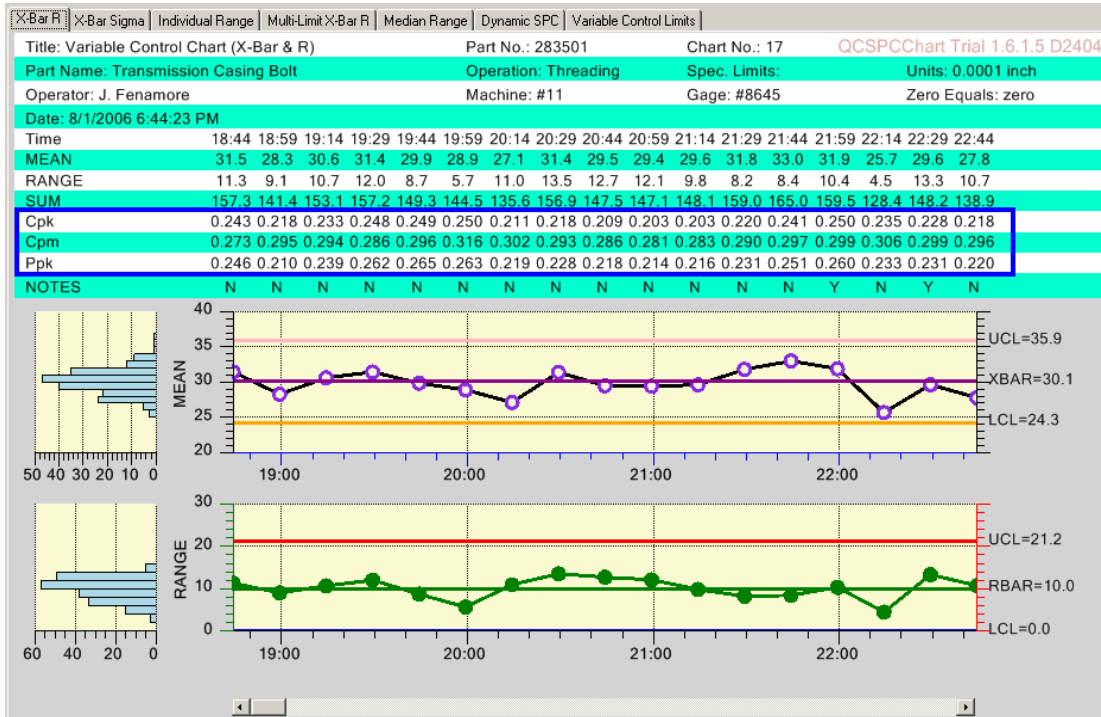 X-Bar R X-Bar Sigma Individual Range Multi-Limit X-Bar R Median Range Dynamic SPC Variable Control Limits
Title: Variable Control Chart (X-Bar & R) Part No.: 283501 Chart No.: 17 QCSPCChart Trial 1.6.1.5 D2404
Part Name: Transmission Casing Bolt Operation: Threading Spec. Limits: Units: 0.0001 inch
Operator: J. Fenamore Machine: #11 Gage: #8645 Zero Equals: zero
Date: 8/1/2006 6:44:23 PM
Time 18:44 18:59 19:14 19:29 19:44 19:59 20:14 20:29 20:44 20:59 21:14 21:29 21:44 21:59 22:14 22:29 22:44
MEAN 31.5 28.3 30.6 31.4 29.9 28.9 27.1 31.4 29.5 29.4 29.6 31.8 33.0 31.9 25.7 29.6 27.8
RANGE 11.3 9.1 10.7 12.0 8.7 5.7 11.0 13.5 12.7 12.1 9.8 8.2 8.4 10.4 4.5 13.3 10.7
SUM 157.3 141.4 153.1 157.2 149.3 144.5 135.6 156.9 147.5 147.1 148.1 159.0 165.0 159.5 128.4 148.2 138.9
Cpk 0.243 0.218 0.233 0.248 0.249 0.250 0.211 0.218 0.209 0.203 0.203 0.220 0.241 0.250 0.235 0.228 0.218
Cpm 0.273 0.295 0.294 0.286 0.296 0.316 0.302 0.293 0.286 0.281 0.283 0.290 0.297 0.299 0.306 0.299 0.296
Ppk 0.246 0.210 0.239 0.262 0.265 0.263 0.219 0.228 0.218 0.214 0.216 0.231 0.251 0.260 0.233 0.231 0.220
NOTES N N N N N N N N N N N N N Y N Y N
40
35
30
25
20
MEAN
UCL=35.9
XBAR=30.1
LCL=24.3
50 40 30 20 10 0
19:00 20:00 21:00 22:00
30
20
10
0
RANGE
UCL=21.2
RBAR=10.0
LCL=0.0
60 40 20 0
19:00 20:00 21:00 22:00